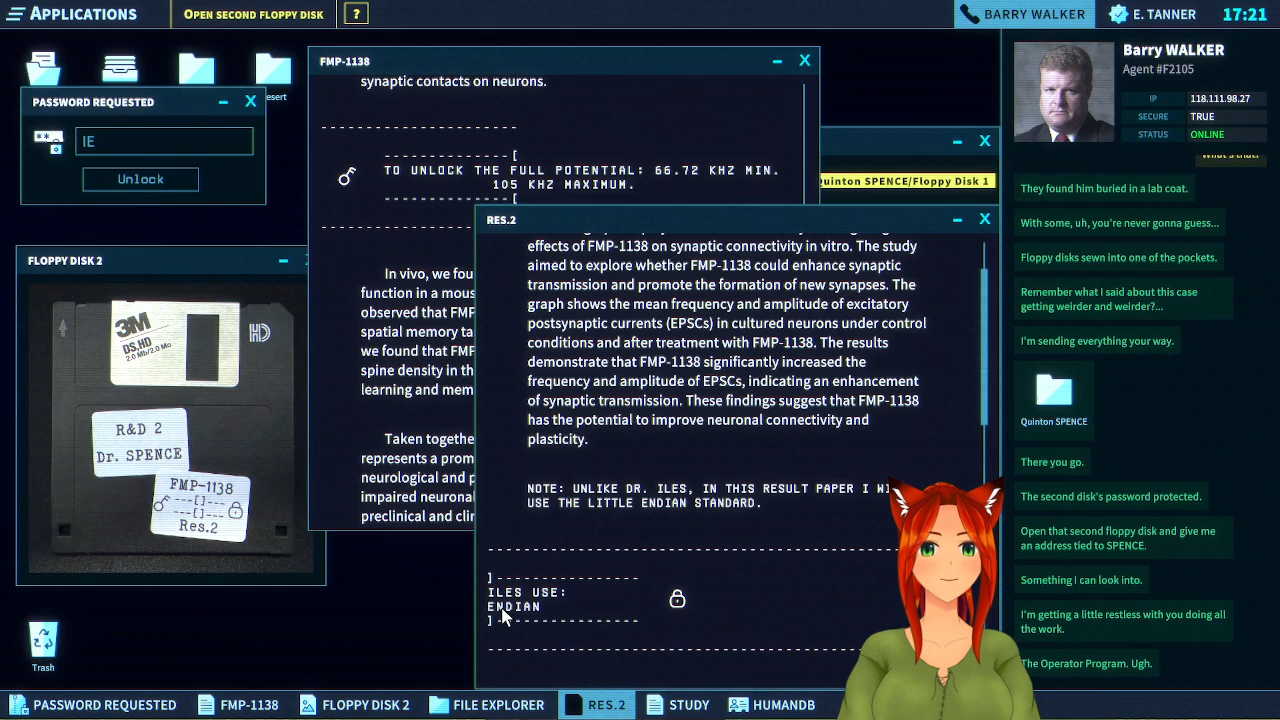 APPLICATIONS
OPEN SECOND FLOPPY DISK
?
BARRY WALKER
E. TANNER
17:21
esert
PASSWORD REQUESTED
**
IE
Unlock
FLOPPY DISK 2
3M
DS,HD
2.0 Mb/2,0 Mo
HD
R&D 2
Dr. SPENCE
FMP-1138
---[]---
Res.2
Trash
FMP-1138
synaptic contacts on neurons.
---------------------
--------------[
TO UNLOCK THE FULL POTENTIAL: 66.72 KHZ MIN.
105 KHZ MAXIMUM.
--------------[
In vivo, we fou
function in a mous
observed that FMF
spatial memory ta
we found that FMF
spine density in th
learning and mem
Taken togethe
represents a prom
neurological and p
impaired neuronal
preclinical and clin
Quinton SPENCE/Floppy Disk 1
RES.2
effects of FMP-1138 on synaptic connectivity in vitro. The study
aimed to explore whether FMP-1138 could enhance synaptic
transmission and promote the formation of new synapses. The
graph shows the mean frequency and amplitude of excitatory
postsynaptic currents (EPSCs) in cultured neurons under control
conditions and after treatment with FMP-1138. The results
demonstrate that FMP-1138 significantly increased the
frequency and amplitude of EPSCs, indicating an enhancement
of synaptic transmission. These findings suggest that FMP-1138
has the potential to improve neuronal connectivity and
plasticity.
NOTE: UNLIKE DR. ILES, IN THIS RESULT PAPER I WI
USE THE LITTLE ENDIAN STANDARD.
]---------------
ILES USE:
ENDIAN
]---------------
Barry WALKER
Agent #F2105
IP 118.111.98.27
SECURE TRUE
STATUS ONLINE
What's that?
They found him buried in a lab coat.
With some, uh, you're never gonna guess...
Floppy disks sewn into one of the pockets.
Remember what I said about this case
getting weirder and weirder?...
I'm sending everything your way.
Quinton SPENCE
There you go.
The second disk's password protected.
Open that second floppy disk and give me
an address tied to SPENCE.
Something I can look into.
I'm getting a little restless with you doing all
the work.
The Operator Program. Ugh.
PASSWORD REQUESTED
FMP-1138
FLOPPY DISK 2
FILE EXPLORER
RES.2
STUDY
HUMANDB